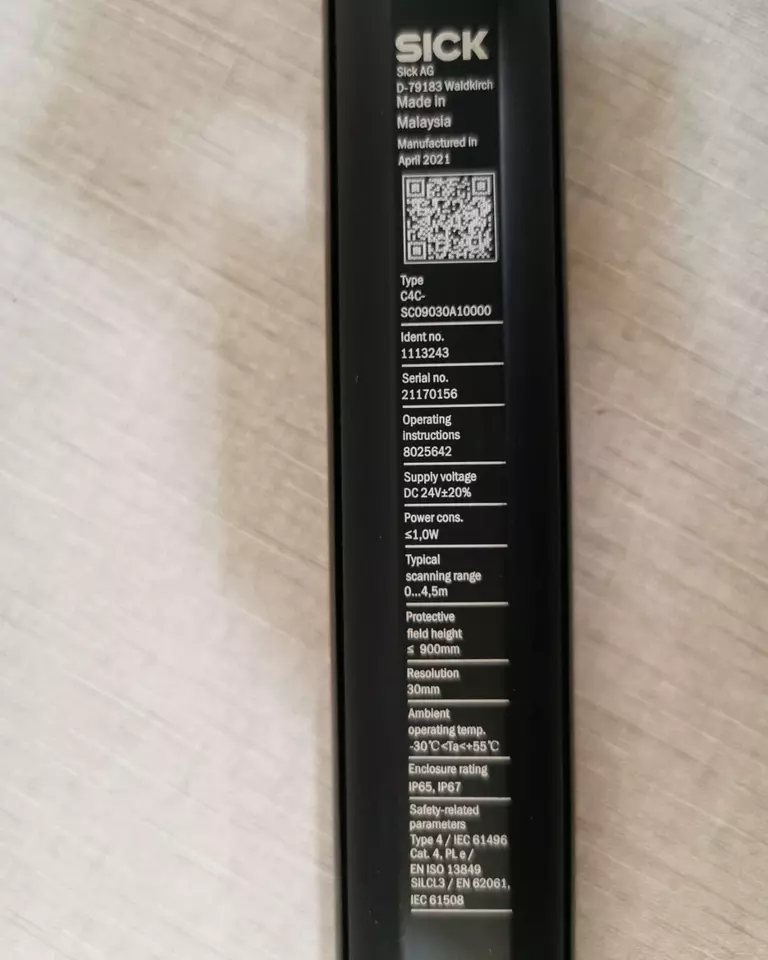 SICK
Sick AG
D-79183 Waldkirch
Made in
Malaysia
Manufactured in
April 2021
Type
C4C-
SC09030A10000
Ident no.
1113243
Serial no.
21170156
Operating
instructions
8025642
Supply voltage
DC 24V±20%
Power cons.
≤1,0W
Typical
scanning range
0...4,5m
Protective
field height
≤ 900mm
Resolution
30mm
Ambient
operating temp.
-30℃<Ta<+55℃
Enclosure rating
IP65, IP67
Safety-related
parameters
Type 4 / IEC 61496
Cat. 4, PL e /
EN ISO 13849
SILCL3 / EN 62061,
IEC 61508